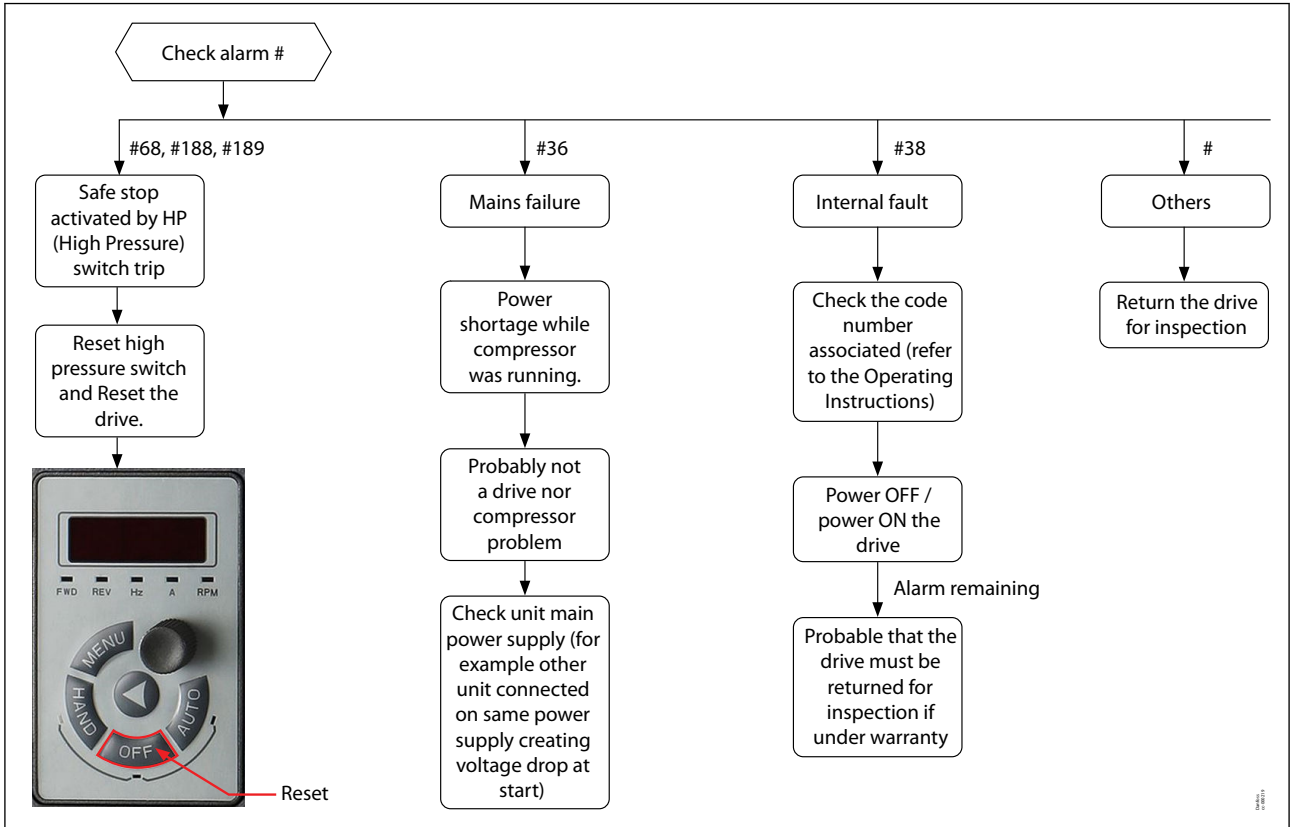 Check alarm #
#68, #188, #189
#36
#38
#
Safe stop
activated by HP
(High Pressure)
switch trip
Reset high
pressure switch
and Reset the
drive.
FWD REV Hz A RPM
MENU
HAND
AUTO
OFF
Reset
Mains failure
Power
shortage while
compressor
was running.
Probably not
a drive nor
compressor
problem
Check unit main
power supply (for
example other
unit connected
on same power
supply creating
voltage drop at
start)
Internal fault
Check the code
number
associated (refer
to the Operating
Instructions)
Power OFF /
power ON the
drive
Alarm remaining
Probable that the
drive must be
returned for
inspection if
under warranty
Others
Return the drive
for inspection
Danfoss